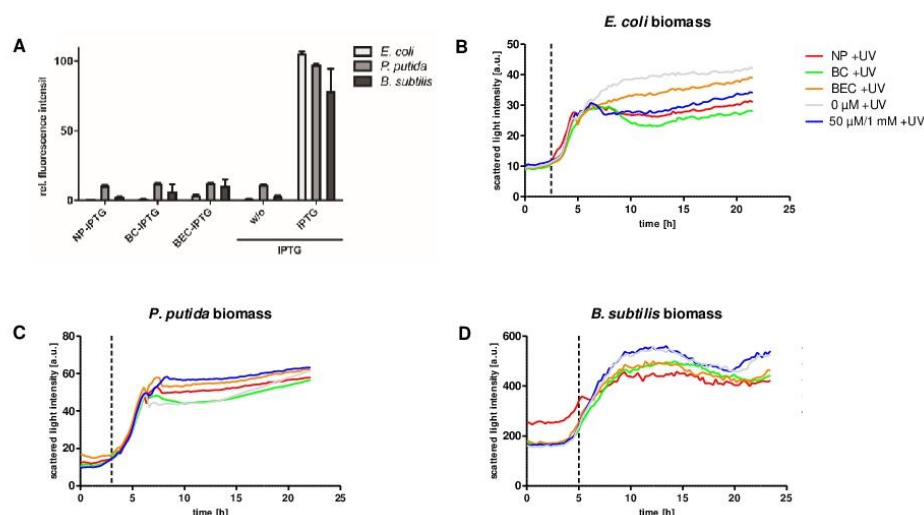 A
rel. fluorescence intensit
100
50
0
NP-IPTG
BC-IPTG
BEC-IPTG
w/o
IPTG
IPTG
E. coli
P. putida
B. subtilis
B
E. coli biomass
scattered light intensity [a.u.]
50
40
30
20
10
0
0 5 10 15 20 25
time [h]
NP +UV
BC +UV
BEC +UV
0 µM +UV
50 µM/1 mM +UV
C
P. putida biomass
scattered light intensity [a.u.]
80
60
40
20
0
0 5 10 15 20 25
time [h]
D
B. subtilis biomass
scattered light intensity [a.u.]
600
400
200
0
0 5 10 15 20 25
time [h]